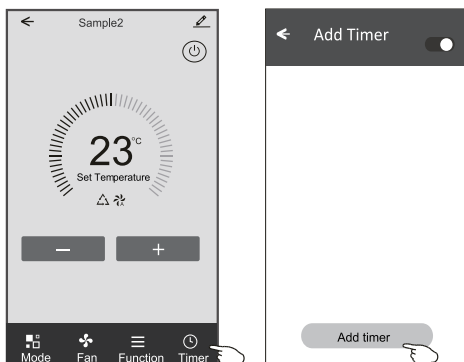 Sample2
23°C
Set Temperature
Mode Fan Function Timer
Add Timer
Add timer